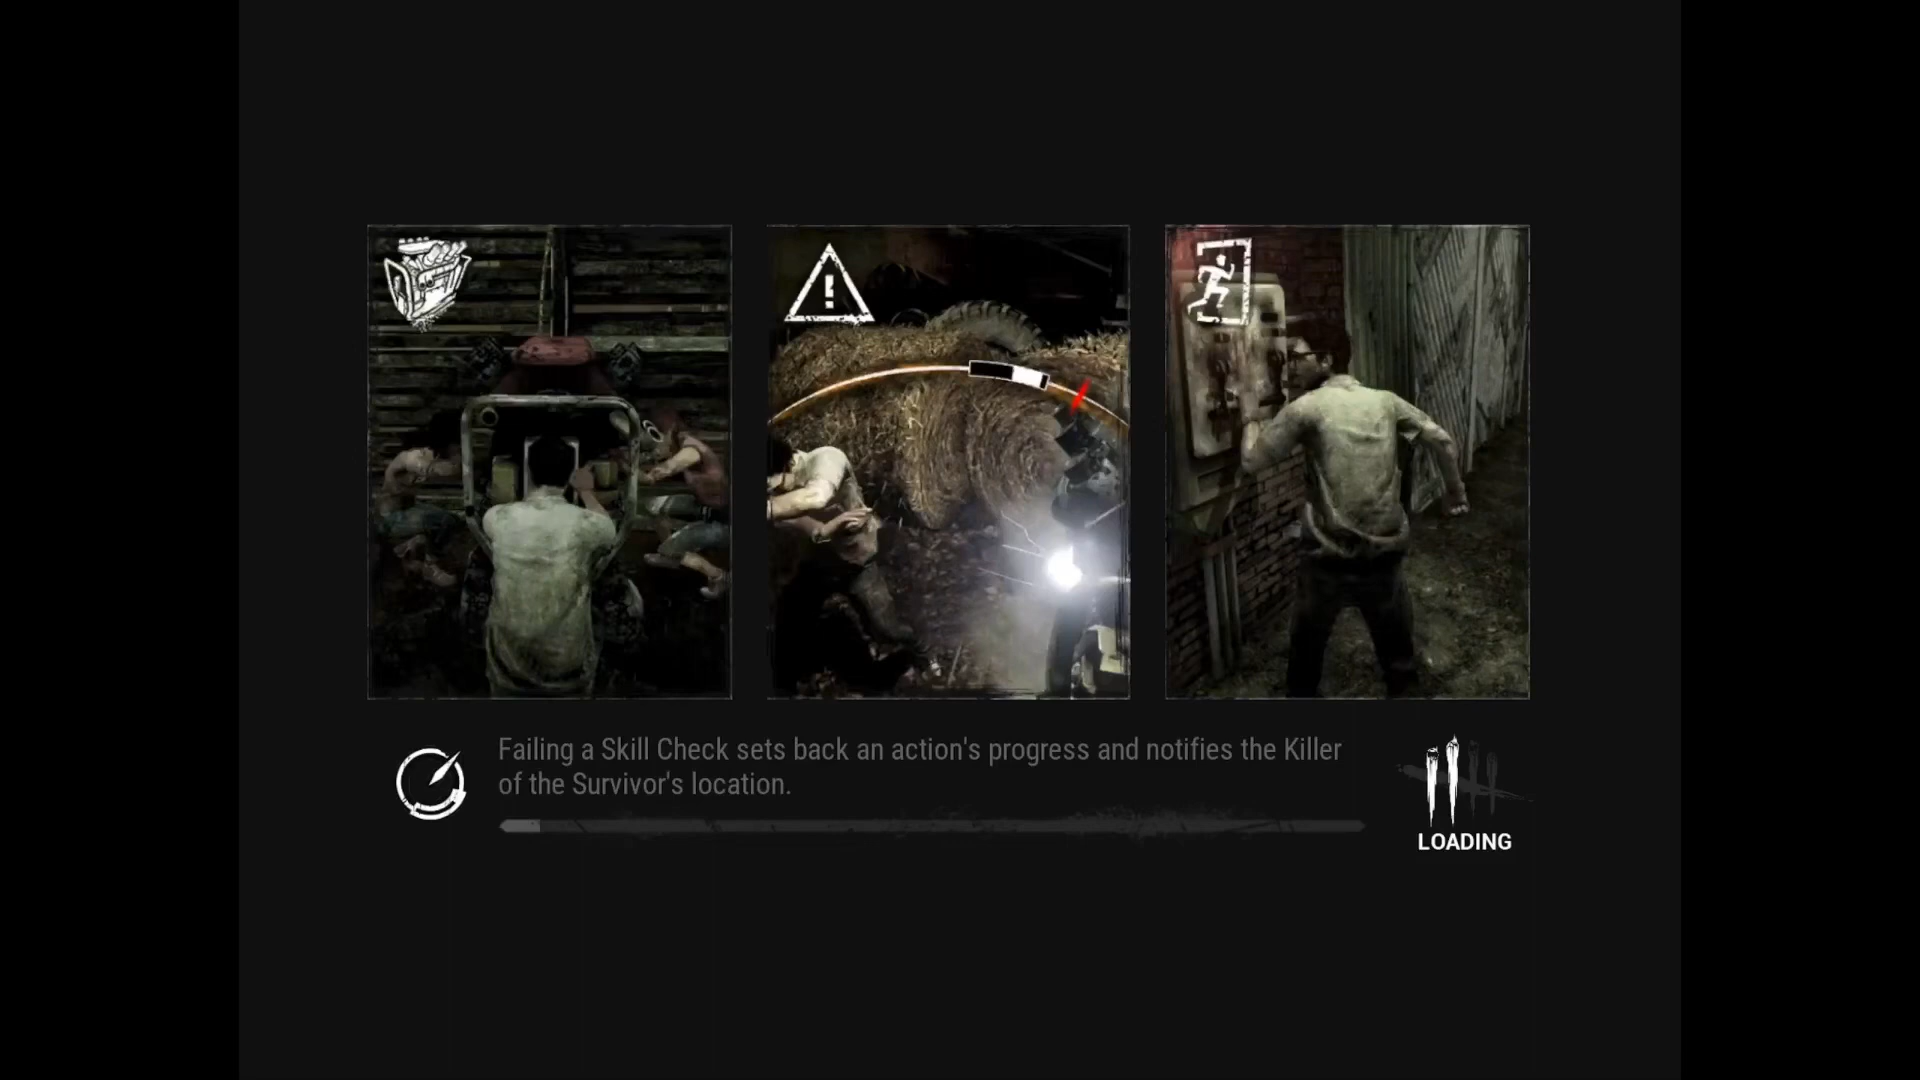 Failing a Skill Check sets back an action's progress and notifies the Killer
of the Survivor's location.
LOADING